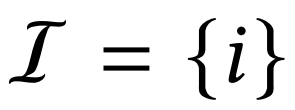 ℐ = {i}